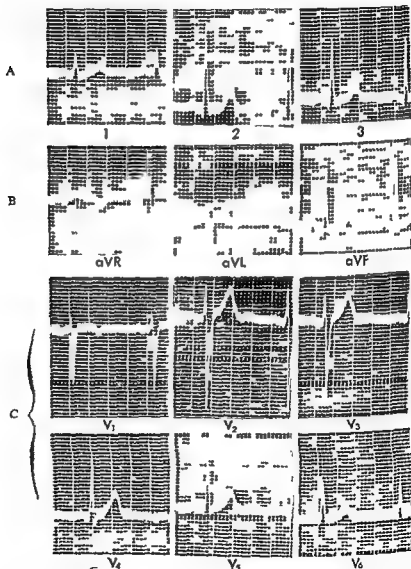 A
1 2 3
B
aVR aVL aVF
C
V₁ V₂ V₃
V₄ V₅ V₆